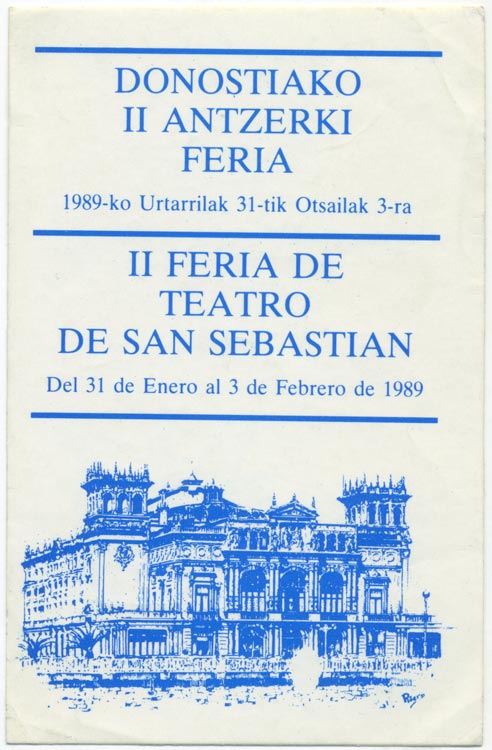 DONOSTIAKO
II ANTZERKI
FERIA
1989-ko Urtarrilak 31-tik Otsailak 3-ra
II FERIA DE
TEATRO
DE SAN SEBASTIAN
Del 31 de Enero al 3 de Febrero de 1989